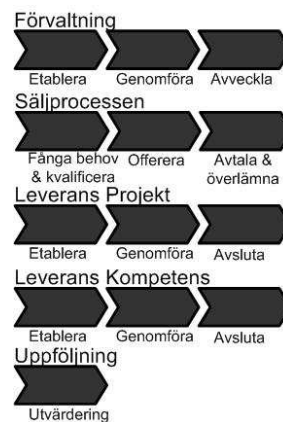 Förvaltning
Etablera Genomföra Avveckla
Säljprocessen
Fånga behov Offerera Avtala &
& kvalificera överlämna
Leverans Projekt
Etablera Genomföra Avsluta
Leverans Kompetens
Etablera Genomföra Avsluta
Uppföljning
Utvärdering